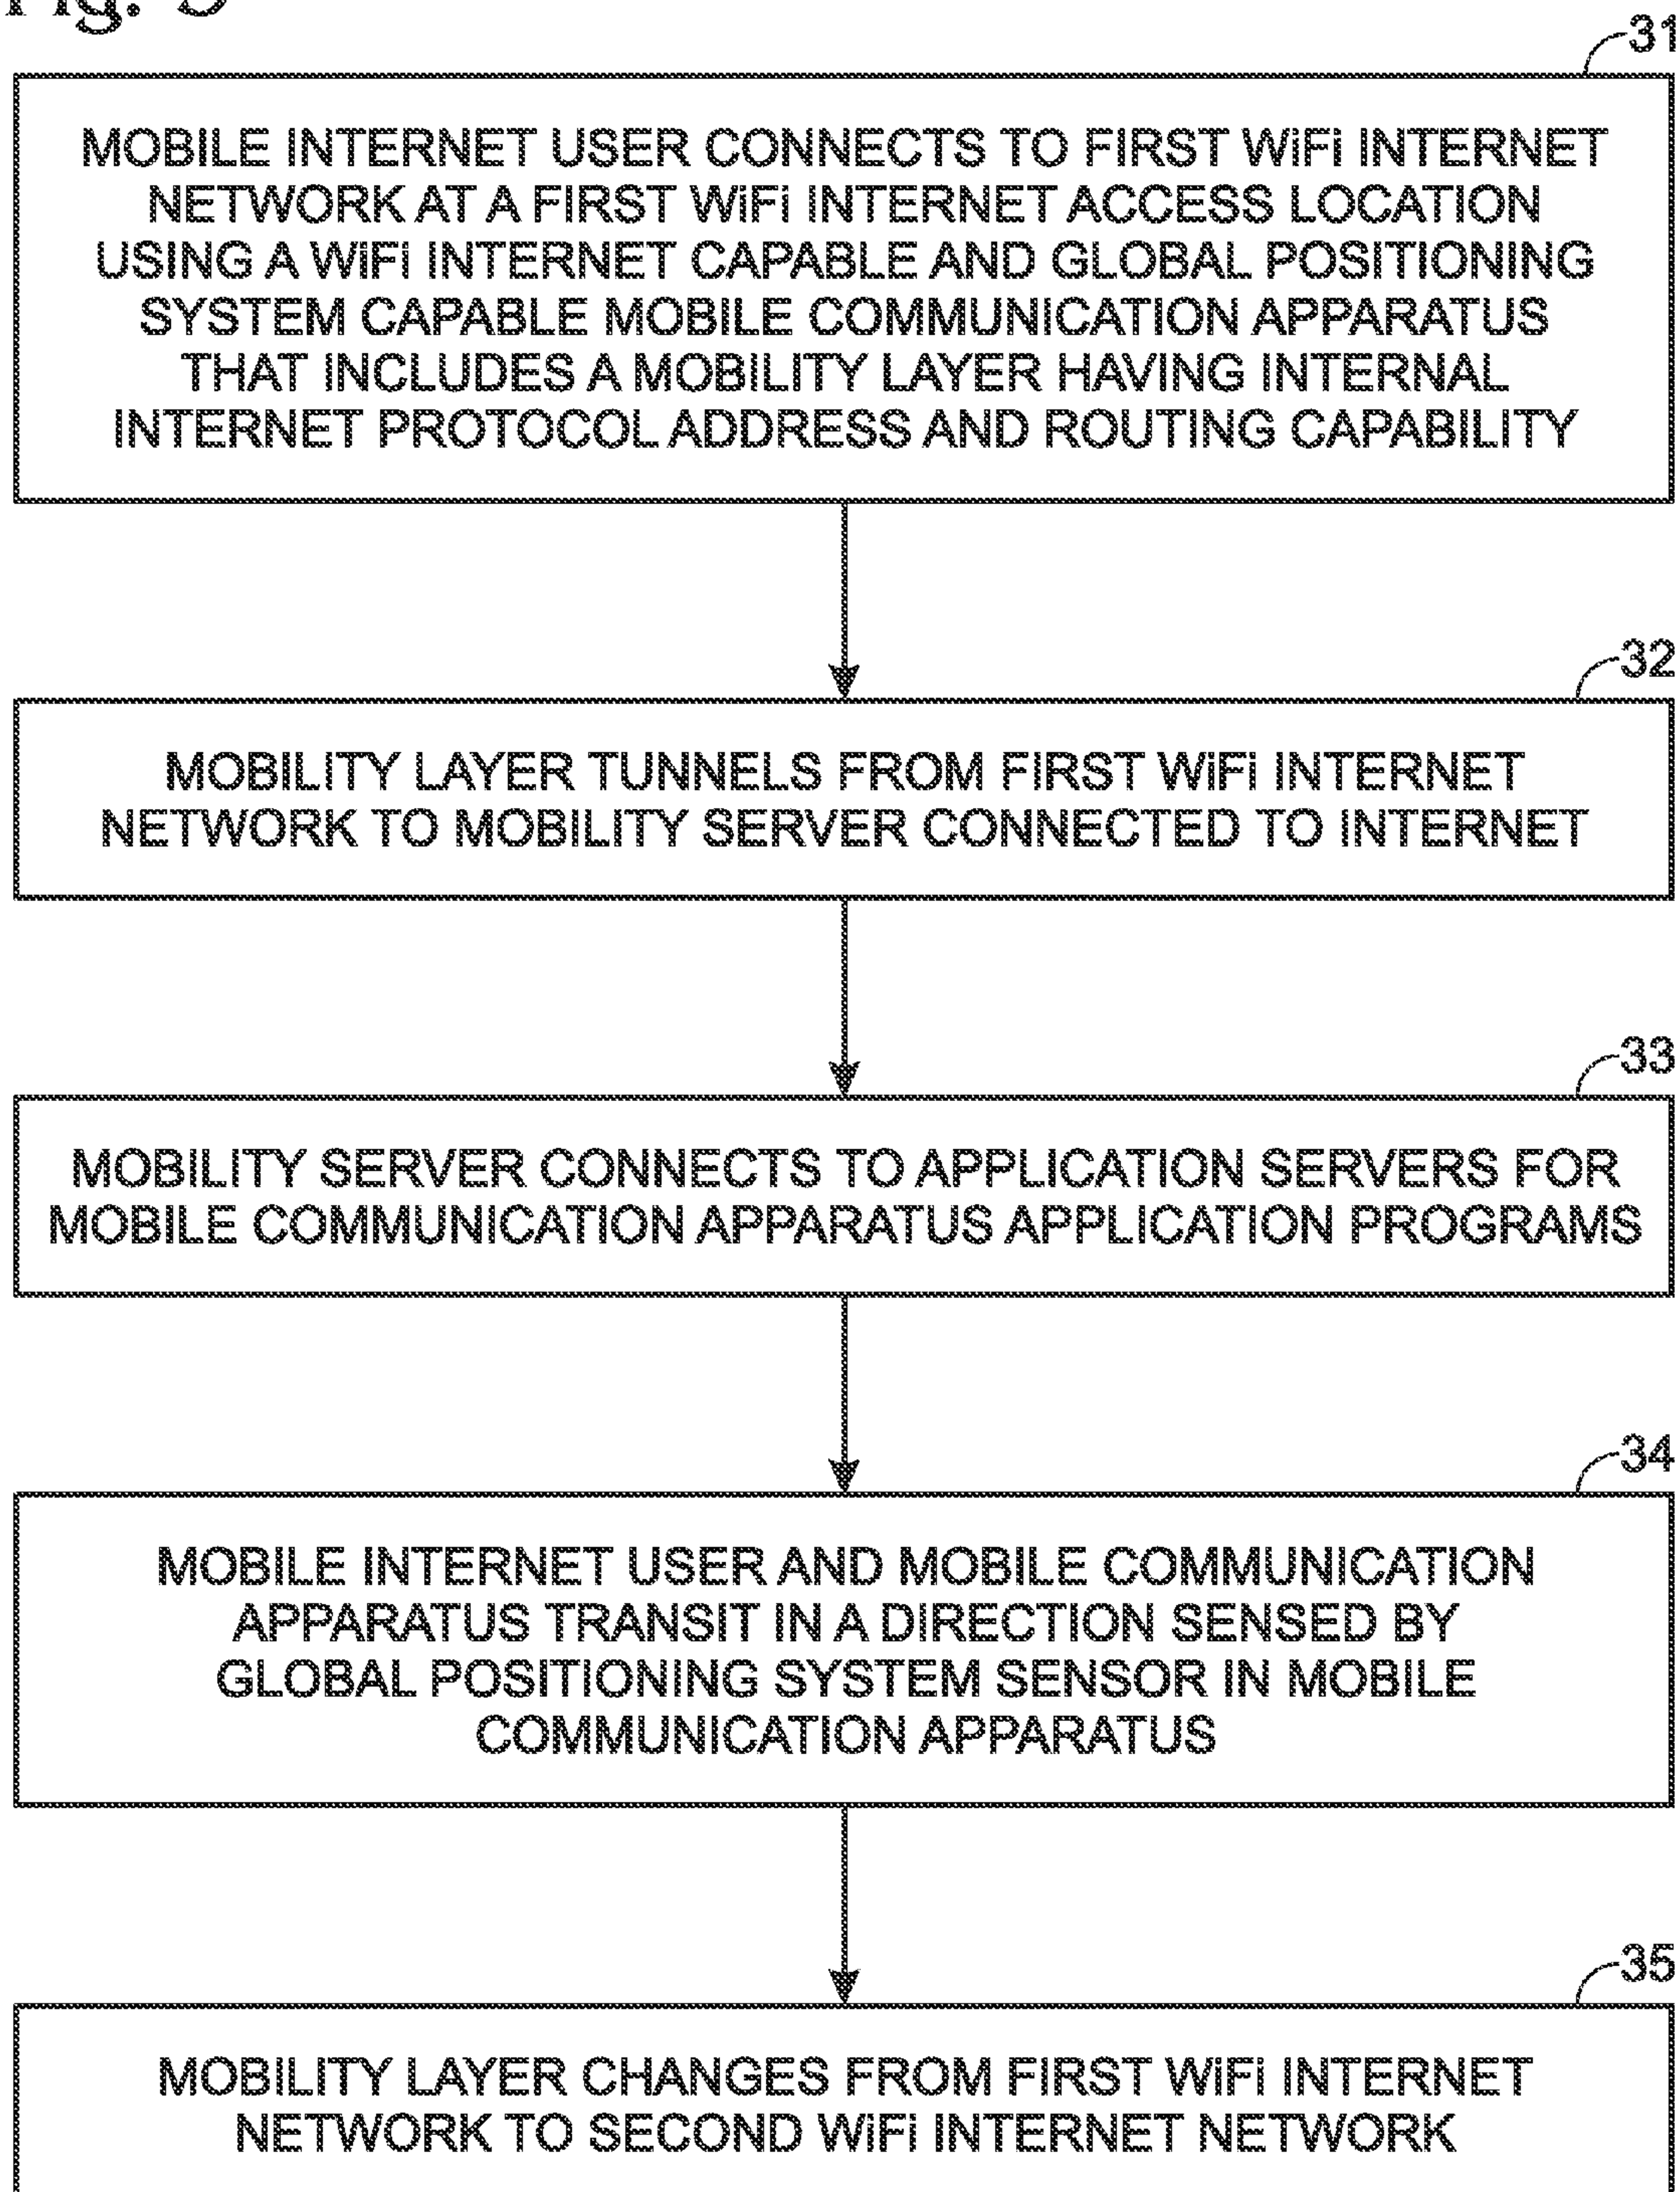 Fig.
31
MOBILE INTERNET USER CONNECTS TO FIRST WiFi INTERNET
NETWORK AT A FIRST WiFi INTERNET ACCESS LOCATION
USING A WiFi INTERNET CAPABLE AND GLOBAL POSITIONING
SYSTEM CAPABLE MOBILE COMMUNICATION APPARATUS
THAT INCLUDES A MOBILITY LAYER HAVING INTERNAL
INTERNET PROTOCOL ADDRESS AND ROUTING CAPABILITY
32
MOBILITY LAYER TUNNELS FROM FIRST WiFi INTERNET
NETWORK TO MOBILITY SERVER CONNECTED TO INTERNET
33
MOBILITY SERVER CONNECTS TO APPLICATION SERVERS FOR
MOBILE COMMUNICATION APPARATUS APPLICATION PROGRAMS
34
MOBILE INTERNET USER AND MOBILE COMMUNICATION
APPARATUS TRANSIT IN A DIRECTION SENSED BY
GLOBAL POSITIONING SYSTEM SENSOR IN MOBILE
COMMUNICATION APPARATUS
35
MOBILITY LAYER CHANGES FROM FIRST WiFi INTERNET
NETWORK TO SECOND WiFi INTERNET NETWORK